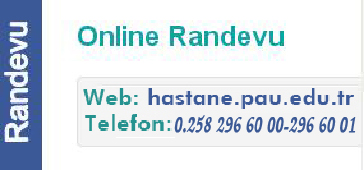 Randevu
Online Randevu
Web: hastane.pau.edu.tr
Telefon: 0.258 296 60 00-296 60 01